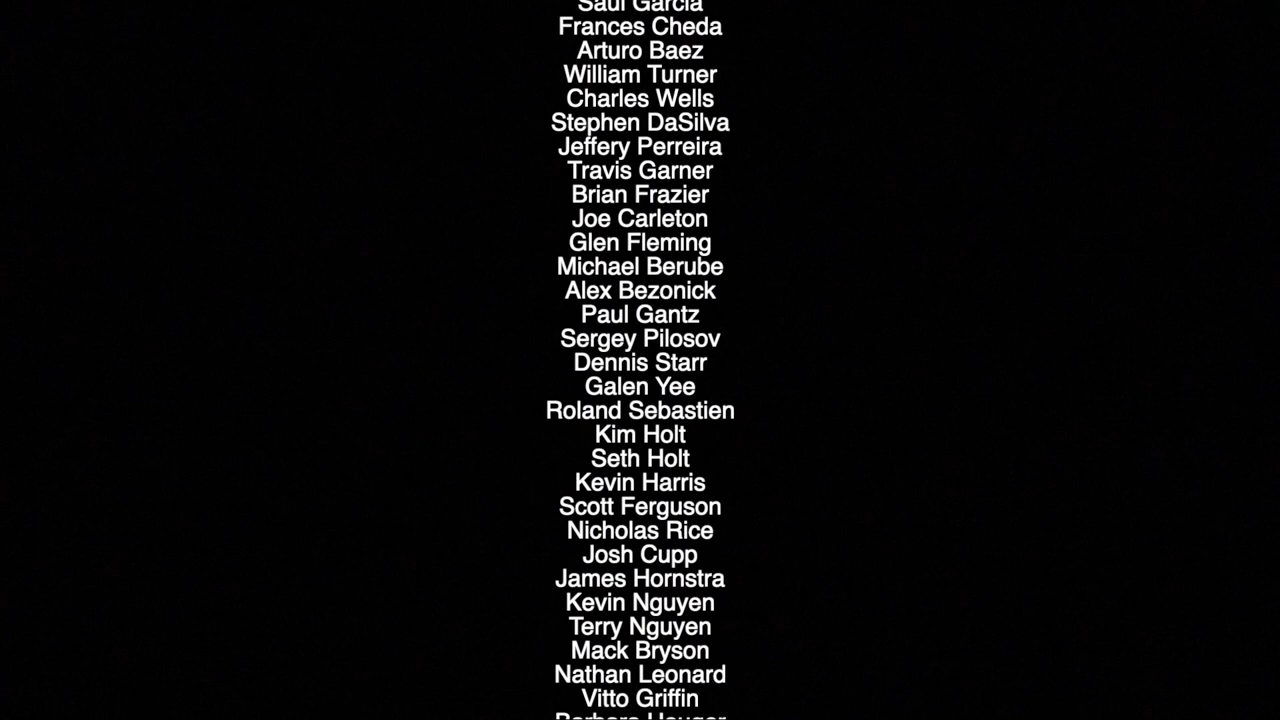 Saul Garcia
Frances Cheda
Arturo Baez
William Turner
Charles Wells
Stephen DaSilva
Jeffery Perreira
Travis Garner
Brian Frazier
Joe Carleton
Glen Fleming
Michael Berube
Alex Bezonick
Paul Gantz
Sergey Pilosov
Dennis Starr
Galen Yee
Roland Sebastien
Kim Holt
Seth Holt
Kevin Harris
Scott Ferguson
Nicholas Rice
Josh Cupp
James Hornstra
Kevin Nguyen
Terry Nguyen
Mack Bryson
Nathan Leonard
Vitto Griffin
Barbara